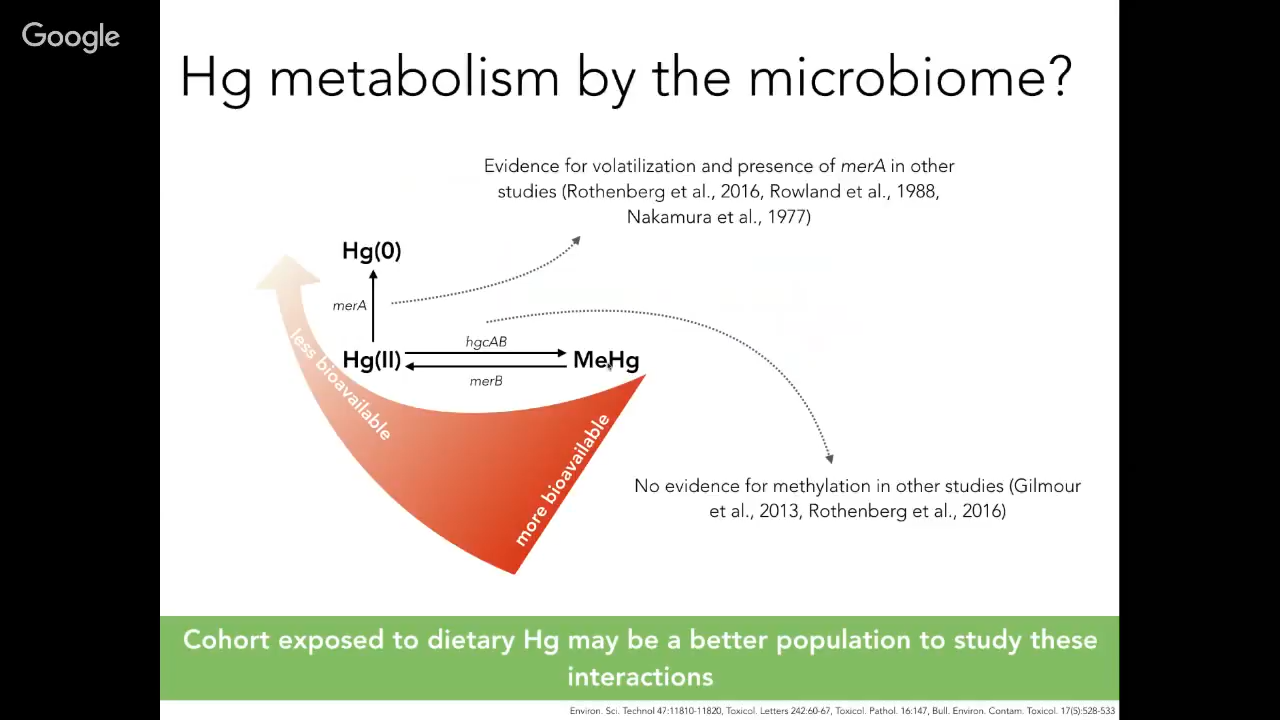 Google
Hg metabolism by the microbiome?
Evidence for volatilization and presence of merA in other
studies (Rothenberg et al., 2016, Rowland et al., 1988,
Nakamura et al., 1977)
Hg(0)
merA
less bioavailable
Hg(II)
hgcAB
merB
MeHg
more bioavailable
No evidence for methylation in other studies (Gilmour
et al., 2013, Rothenberg et al., 2016)
Cohort exposed to dietary Hg may be a better population to study these
interactions
Environ. Sci. Technol 47:11810-11820, Toxicol. Letters 242:60-67, Toxicol. Pathol. 16:147, Bull. Environ. Contam. Toxicol. 17(5):528-533